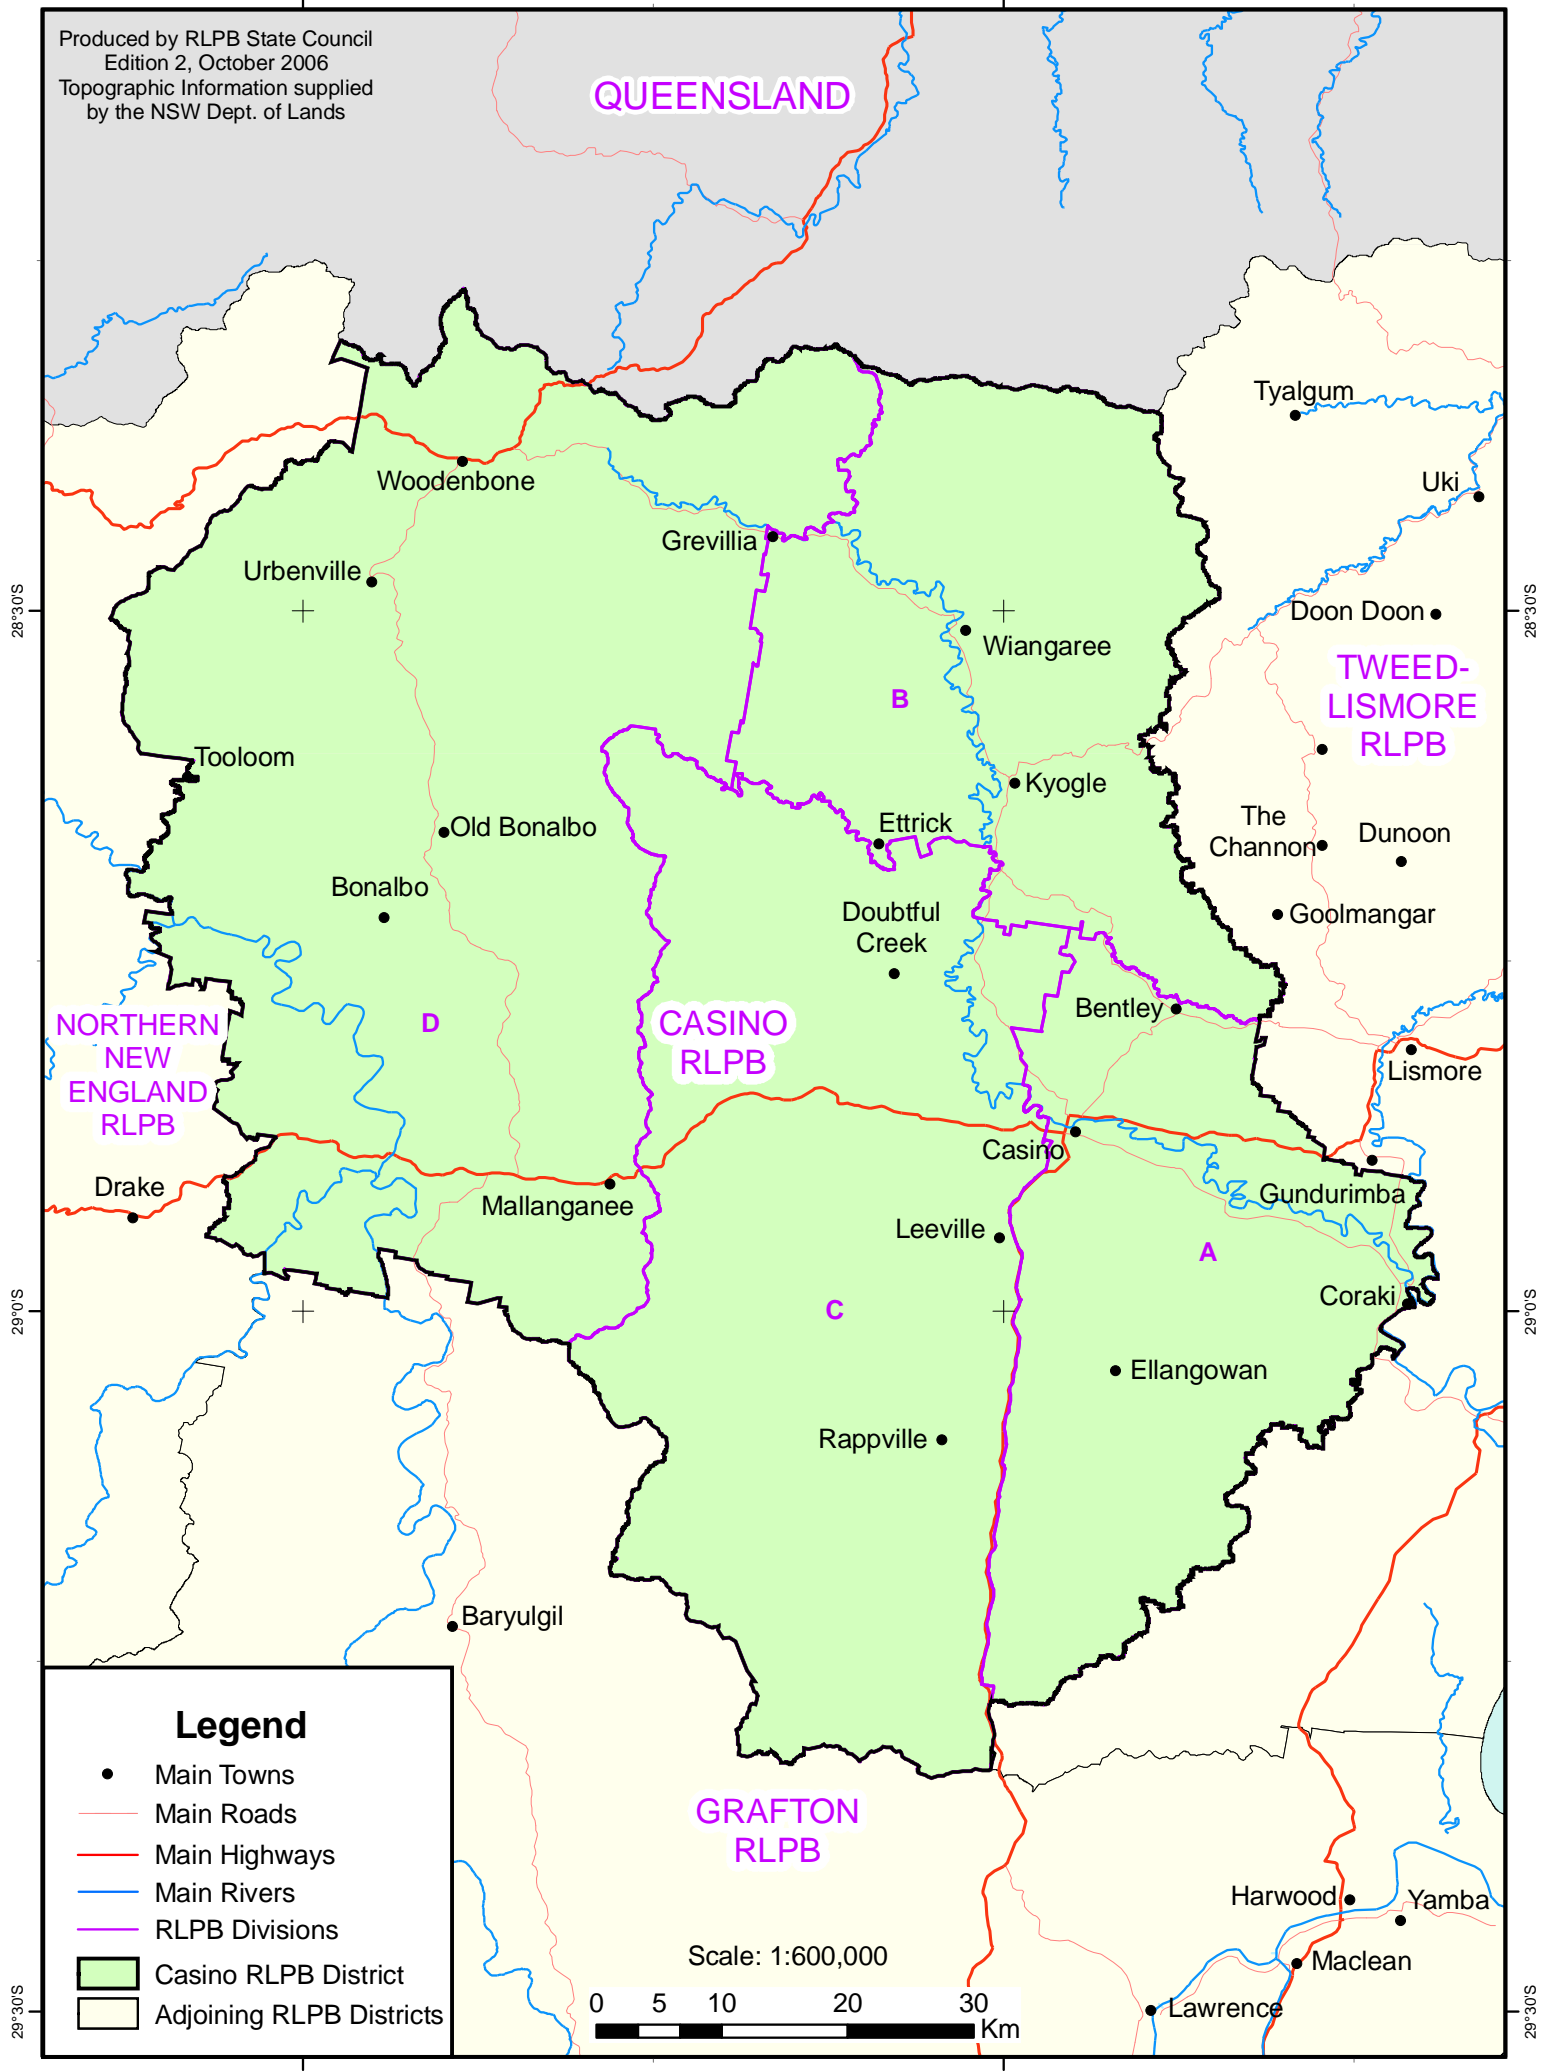 Produced by RLPB State Council
Edition 2, October 2006
Topographic Information supplied
by the NSW Dept. of Lands
QUEENSLAND
Tyalgum
Woodenbone
Uki
Grevillia
Urbenville
28°30'S
28°30'S
Doon Doon
Wiangaree
TWEED-
LISMORE
RLPB
B
Tooloom
Kyogle
Old Bonalbo
Ettrick
The
Channon
Dunoon
Bonalbo
Doubtful
Creek
Goolmangar
NORTHERN
NEW
ENGLAND
RLPB
D
CASINO
RLPB
Bentley
Lismore
Casino
Drake
Mallanganee
Gundurimba
Leeville
A
Coraki
C
29°0'S
29°0'S
Ellangowan
Rappville
Baryulgil
Legend
Main Towns
Main Roads
Main Highways
Main Rivers
RLPB Divisions
Casino RLPB District
Adjoining RLPB Districts
GRAFTON
RLPB
Harwood
Yamba
Scale: 1:600,000
Maclean
0 5 10 20 30
Km
Lawrence
29°30'S
29°30'S